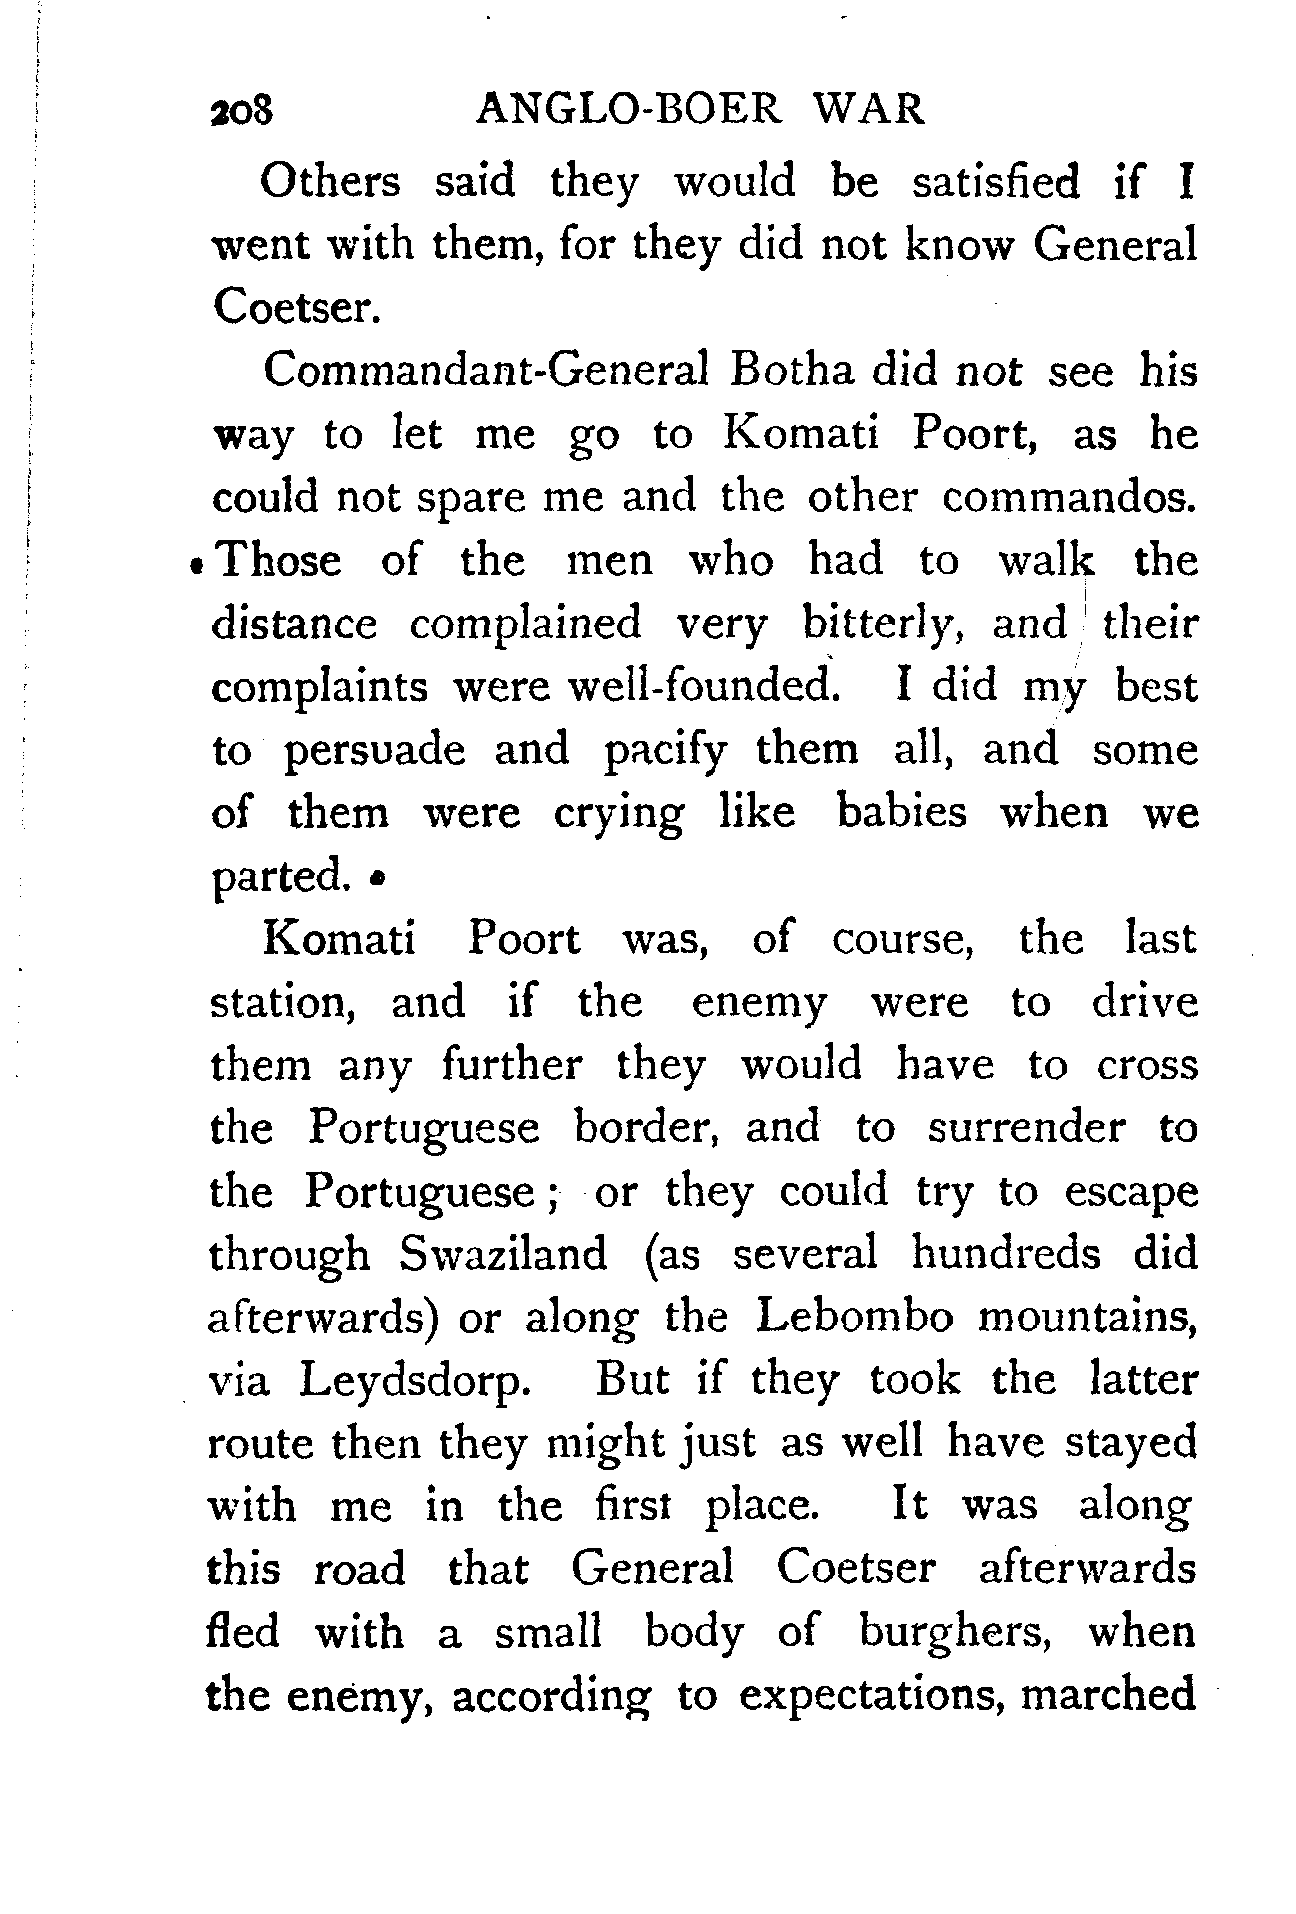 208 ANGLO-BOER WAR
Others said they would be satisfied if I
went with them, for they did not know General
Coetser.
Commandant-General Botha did not see his
way to let me go to Komati Poort, as he
could not spare me and the other commandos.
• Those of the men who had to walk the
distance complained very bitterly, and their
complaints were well-founded. I did my best
to persuade and pacify them all, and some
of them were crying like babies when we
parted. •
Komati Poort was, of course, the last
station, and if the enemy were to drive
them any further they would have to cross
the Portuguese border, and to surrender to
the Portuguese ; or they could try to escape
through Swaziland (as several hundreds did
afterwards) or along the Lebombo mountains,
via Leydsdorp. But if they took the latter
route then they might just as well have stayed
with me in the first place. It was along
this road that General Coetser afterwards
fled with a small body of burghers, when
the enemy, according to expectations, marched